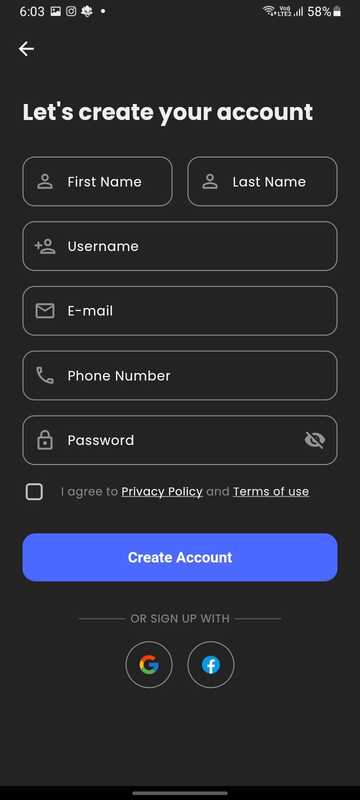 6:03 Vo) LTE2 58%
Let's create your account
First Name Last Name
Username
E-mail
Phone Number
Password
I agree to Privacy Policy and Terms of use
Create Account
OR SIGN UP WITH